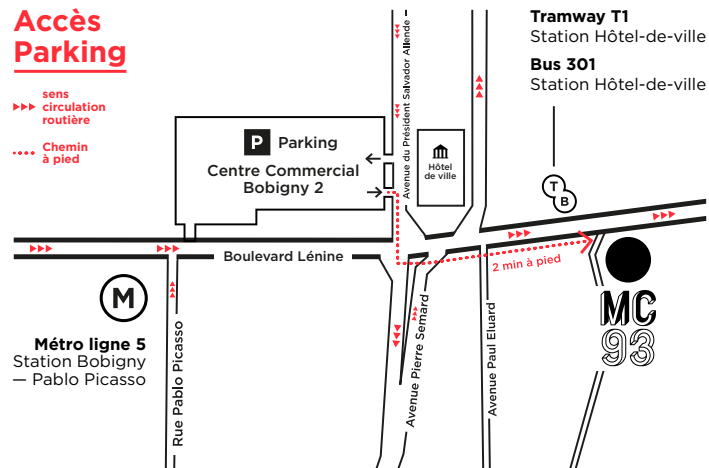 Accès
Parking
sens
circulation
routière
Chemin
à pied
P Parking
Centre Commercial
Bobigny 2
Avenue du Président Salvador Allende
Hôtel
de ville
Tramway T1
Station Hôtel-de-ville
Bus 301
Station Hôtel-de-ville
T
B
Boulevard Lénine
2 min à pied
M
Métro ligne 5
Station Bobigny
— Pablo Picasso
Rue Pablo Picasso
Avenue Pierre Semard
Avenue Paul Eluard
MC
93